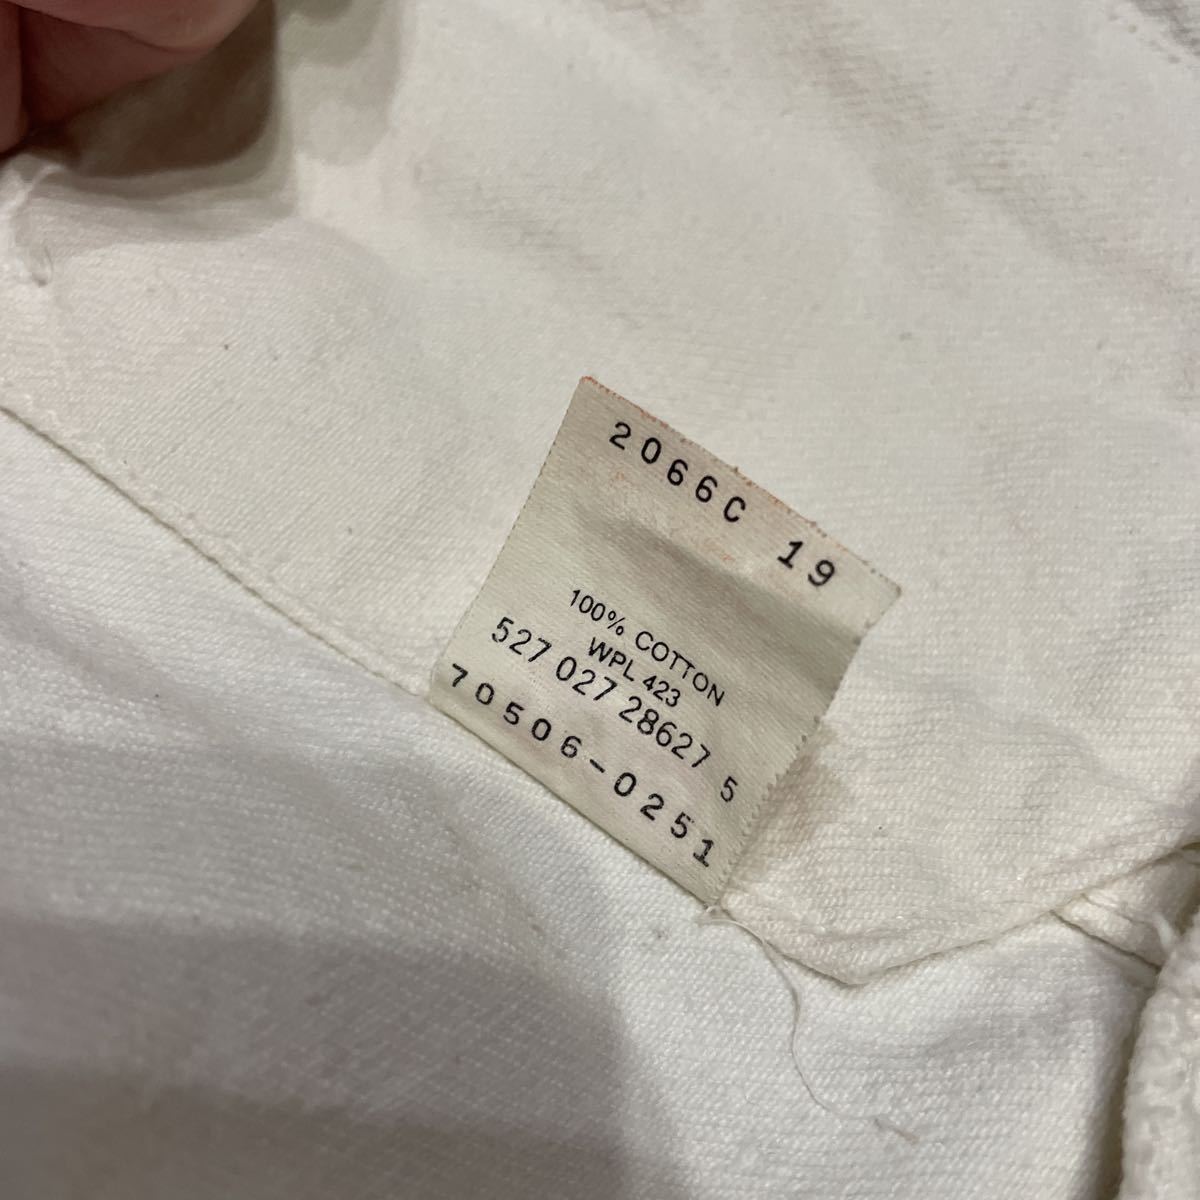 2066C 19
100% COTTON
WPL 423
527 027 28627 5
70506-0251